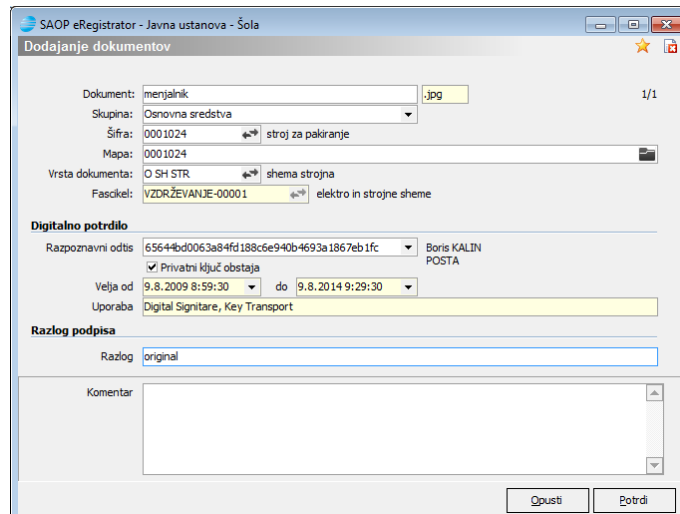 SAOP eRegistrator - Javna ustanova - Šola
Dodajanje dokumentov
Dokument: menjalnik .jpg 1/1
Skupina: Osnovna sredstva
Šifra: 0001024 stroj za pakiranje
Mapa: 0001024
Vrsta dokumenta: O SH STR shema strojna
Fascikel: VZDRŽEVANJE-00001 elektro in strojne sheme
Digitalno potrdilo
Razpoznavni odtis 65644bd0063a84fd188c6e940b4693a1867eb1fc Boris KALIN
POSTA
Privatni ključ obstaja
Velja od 9.8.2009 8:59:30 do 9.8.2014 9:29:30
Uporaba Digital Signitare, Key Transport
Razlog podpisa
Razlog original
Komentar
Opusti Potrdi